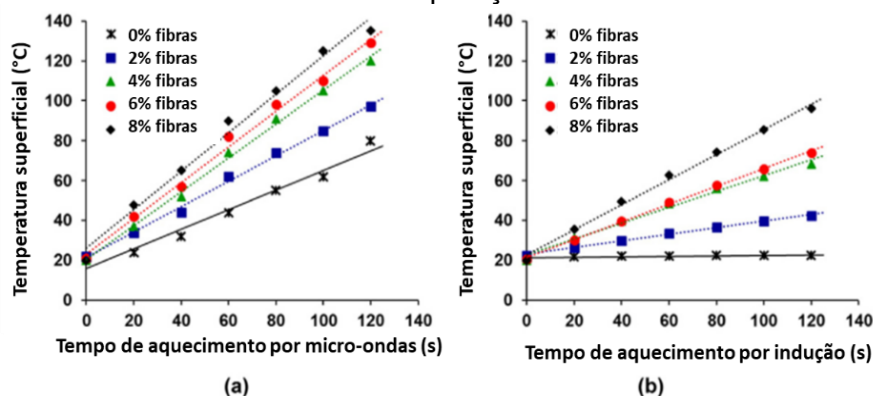 140
120
100
80
60
40
20
0
0 20 40 60 80 100 120 140
Temperatura superficial (°C)
0% fibras
2% fibras
4% fibras
6% fibras
8% fibras
Tempo de aquecimento por micro-ondas (s)
(a)
140
120
100
80
60
40
20
0
0 20 40 60 80 100 120 140
Temperatura superficial (°C)
0% fibras
2% fibras
4% fibras
6% fibras
8% fibras
Tempo de aquecimento por indução (s)
(b)